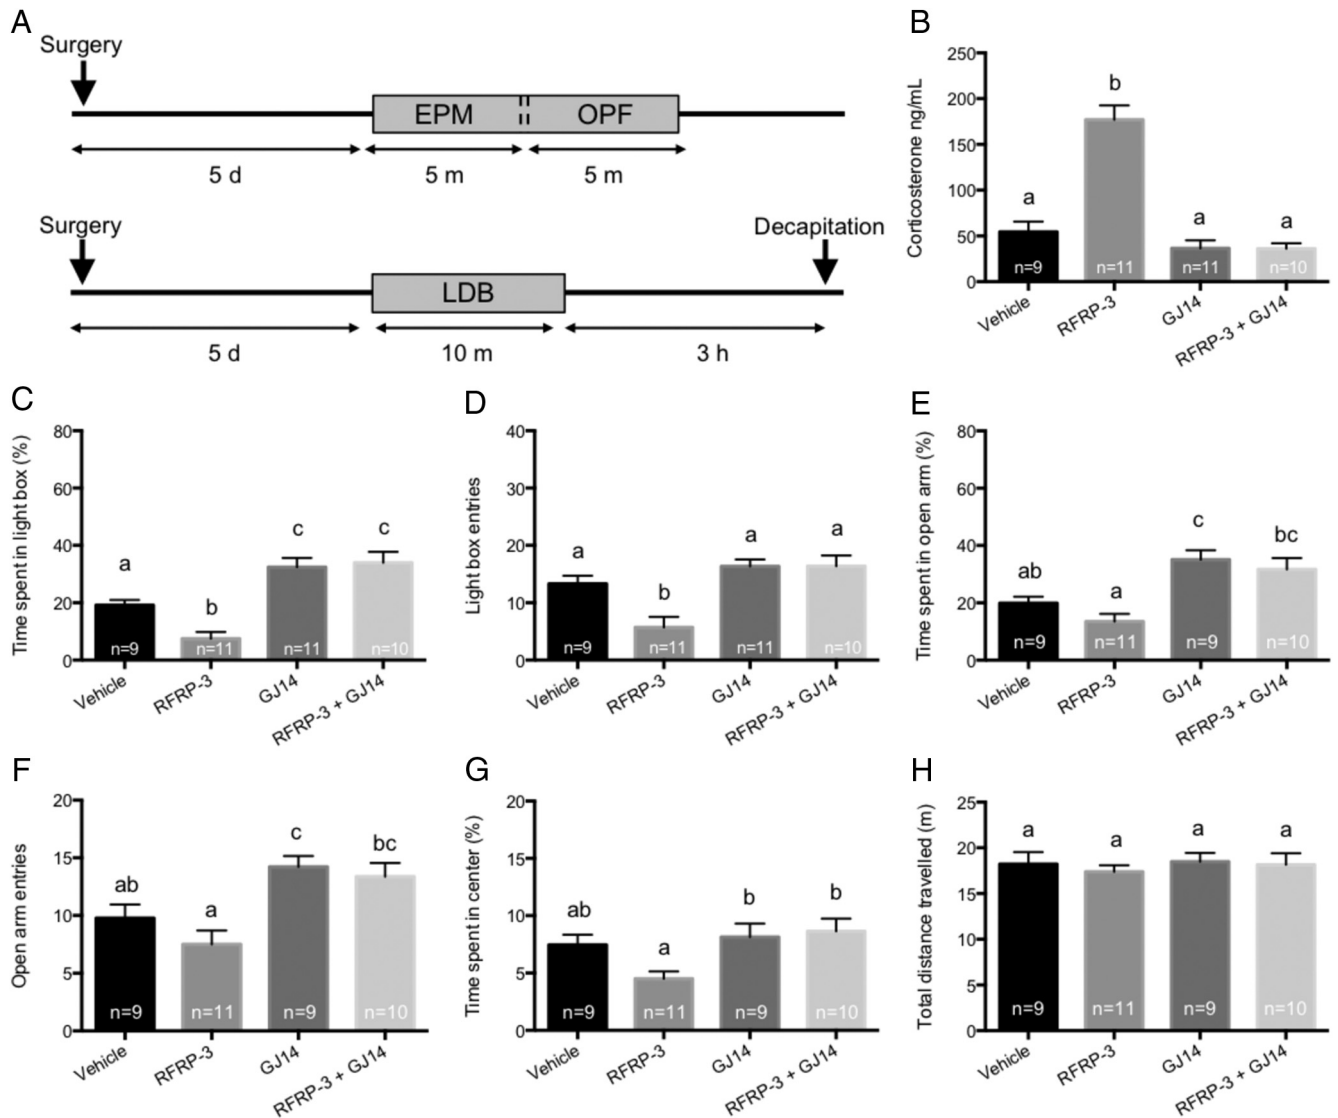 A
Surgery
EPM
OPF
5 d
5 m
5 m
Surgery
Decapitation
LDB
5 d
10 m
3 h
B
Corticosterone ng/mL
250
200
150
100
50
0
a
b
a
a
n=9
n=11
n=11
n=10
Vehicle
RFRP-3
GJ14
RFRP-3 + GJ14
C
Time spent in light box (%)
80
60
40
20
0
a
b
c
c
n=9
n=11
n=11
n=10
Vehicle
RFRP-3
GJ14
RFRP-3 + GJ14
D
Light box entries
40
30
20
10
0
a
b
a
a
n=9
n=11
n=11
n=10
Vehicle
RFRP-3
GJ14
RFRP-3 + GJ14
E
Time spent in open arm (%)
80
60
40
20
0
ab
a
c
bc
n=9
n=11
n=9
n=10
Vehicle
RFRP-3
GJ14
RFRP-3 + GJ14
F
Open arm entries
20
15
10
5
0
ab
a
c
bc
n=9
n=11
n=9
n=10
Vehicle
RFRP-3
GJ14
RFRP-3 + GJ14
G
Time spent in center (%)
20
15
10
5
0
ab
a
b
b
n=9
n=11
n=9
n=10
Vehicle
RFRP-3
GJ14
RFRP-3 + GJ14
H
Total distance travelled (m)
25
20
15
10
5
0
a
a
a
a
n=9
n=11
n=9
n=10
Vehicle
RFRP-3
GJ14
RFRP-3 + GJ14